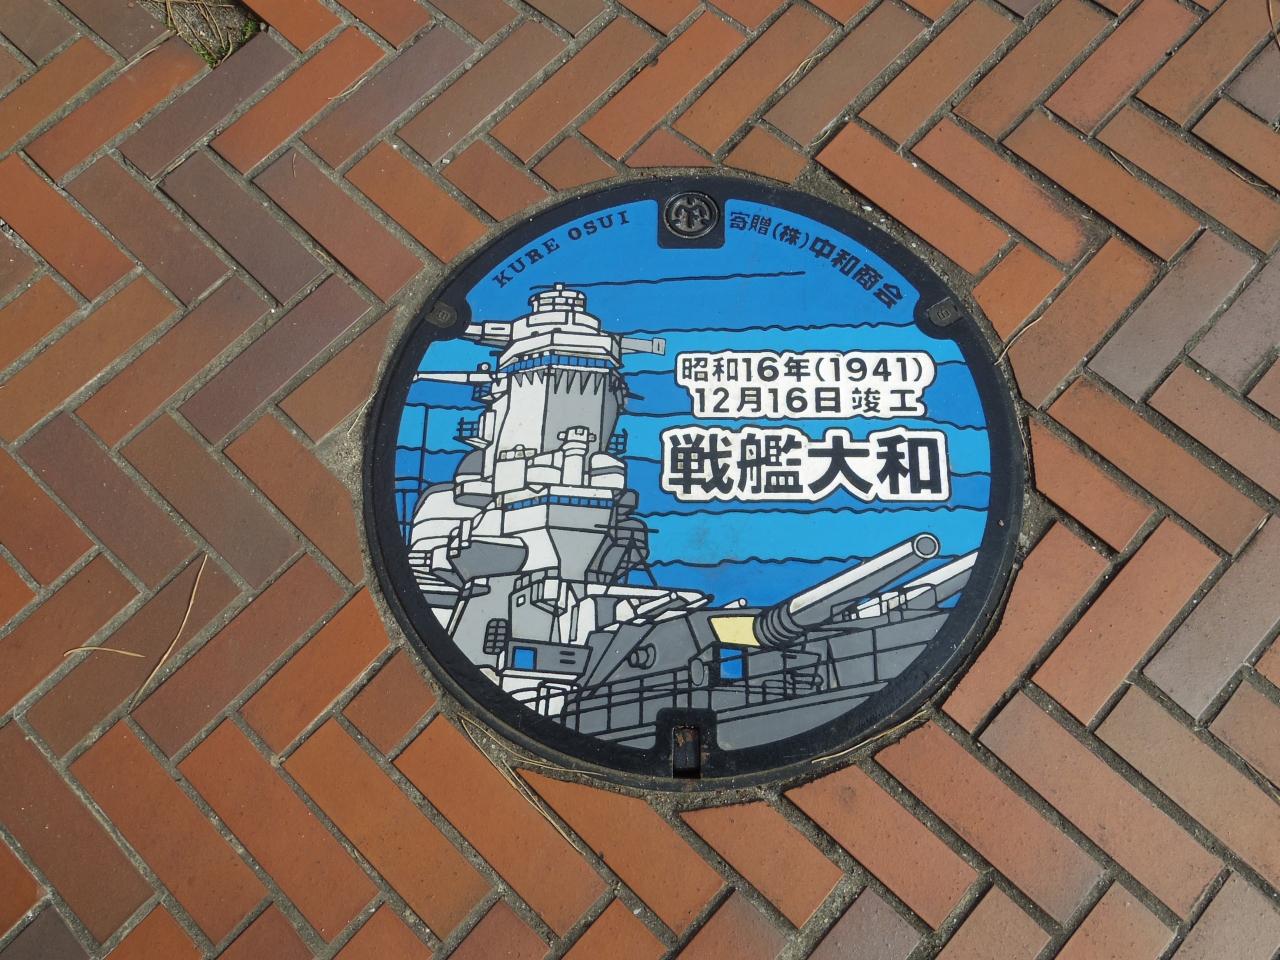 KURE OSUI
寄贈(株)中和商会
昭和16年(1941)
12月16日竣工
戦艦大和